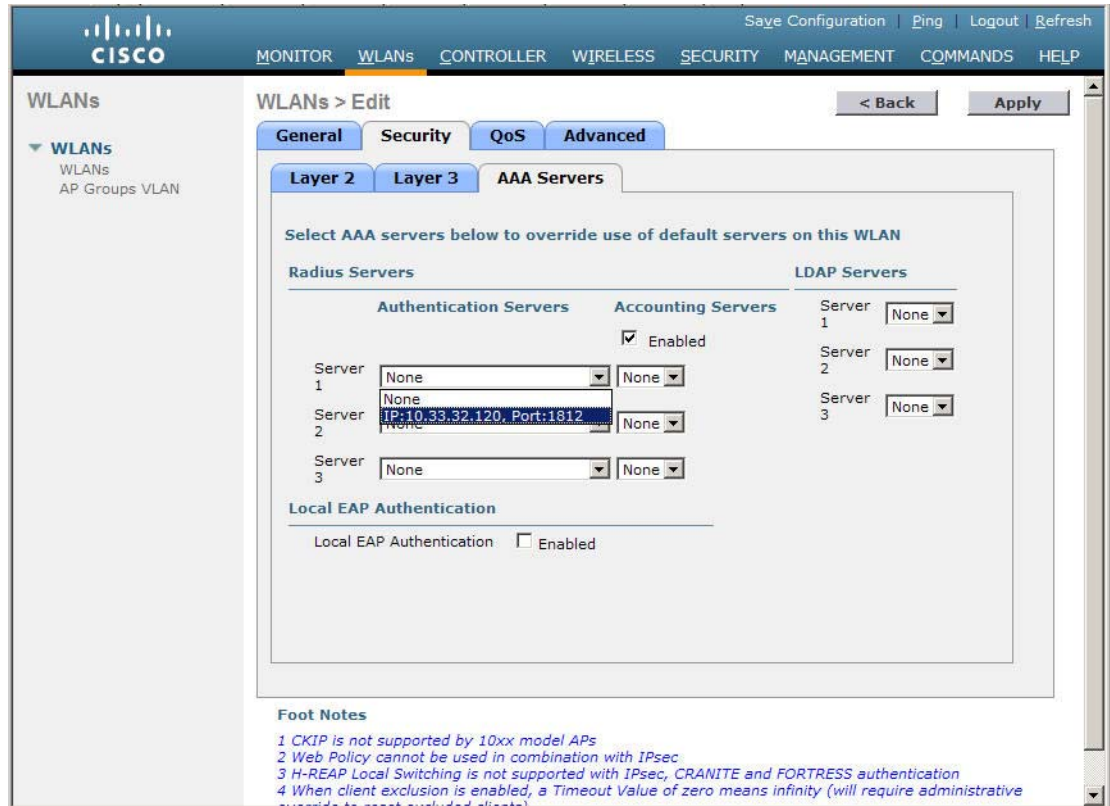 Save Configuration | Ping | Logout | Refresh
CISCO
MONITOR WLANs CONTROLLER WIRELESS SECURITY MANAGEMENT COMMANDS HELP
WLANs
WLANs
WLANs
AP Groups VLAN
WLANs > Edit
< Back
Apply
General Security QoS Advanced
Layer 2 Layer 3 AAA Servers
Select AAA servers below to override use of default servers on this WLAN
Radius Servers
LDAP Servers
Authentication Servers Accounting Servers
Enabled
Server 1 None None
None
IP:10.33.32.120, Port:1812
Server 2 None None
Server 3 None None
Server 1 None
Server 2 None
Server 3 None
Local EAP Authentication
Local EAP Authentication Enabled
Foot Notes
1 CKIP is not supported by 10xx model APs
2 Web Policy cannot be used in combination with IPsec
3 H-REAP Local Switching is not supported with IPsec, CRANITE and FORTRESS authentication
4 When client exclusion is enabled, a Timeout Value of zero means infinity (will require administrative
override to reset excluded clients)